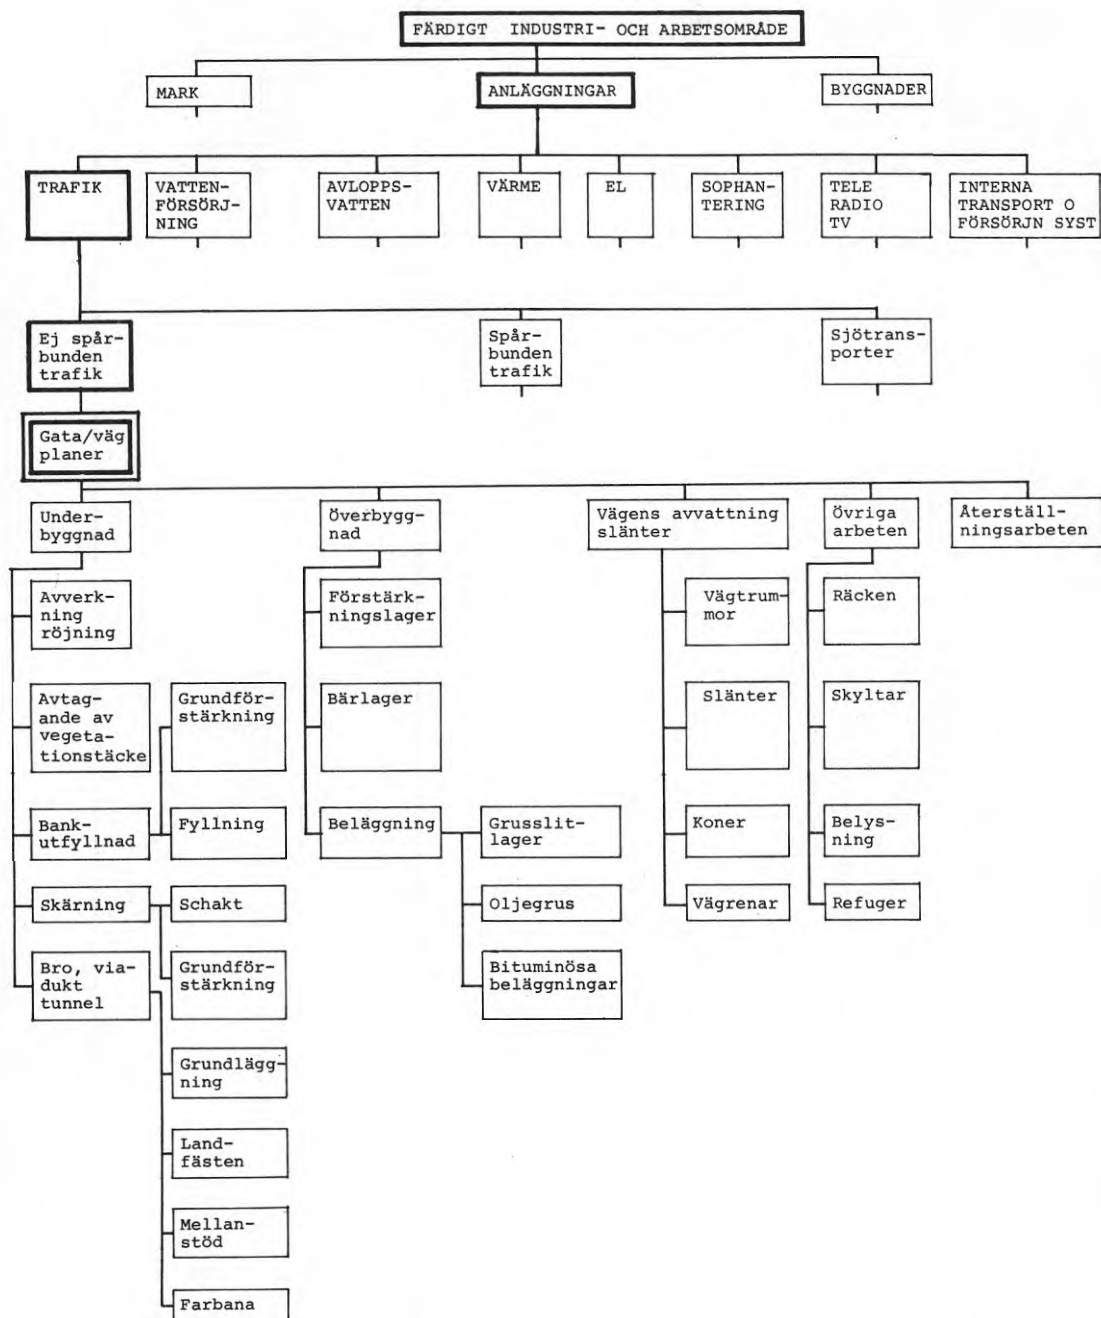 FÄRDIGT INDUSTRI- OCH ARBETSOMRÅDE
MARK
ANLÄGGNINGAR
BYGGNADER
TRAFIK
VATTEN-
FÖRSÖRJ-
NING
AVLOPPS-
VATTEN
VÄRME
EL
SOPHAN-
TERING
TELE
RADIO
TV
INTERNA
TRANSPORT O
FÖRSÖRJN SYST
Ej spår-
bunden
trafik
Spår-
bunden
trafik
Sjötrans-
porter
Gata/väg
planer
Under-
byggnad
Överbygg-
nad
Vägens avvattning
slänter
Övriga
arbeten
Återställ-
ningsarbeten
Avverk-
ning
röjning
Förstärk-
ningslager
Vägtrum-
mor
Räcken
Avtag-
ande av
vegeta-
tionstäcke
Grundför-
stärkning
Bärlager
Slänter
Skyltar
Bank-
utfyllnad
Fyllning
Beläggning
Grusslit-
lager
Koner
Belys-
ning
Skärning
Schakt
Oljegrus
Vägrenar
Refuger
Bro, via-
dukt
tunnel
Grundför-
stärkning
Bituminösa
beläggningar
Grundlägg-
ning
Land-
fästen
Mellan-
stöd
Farbana